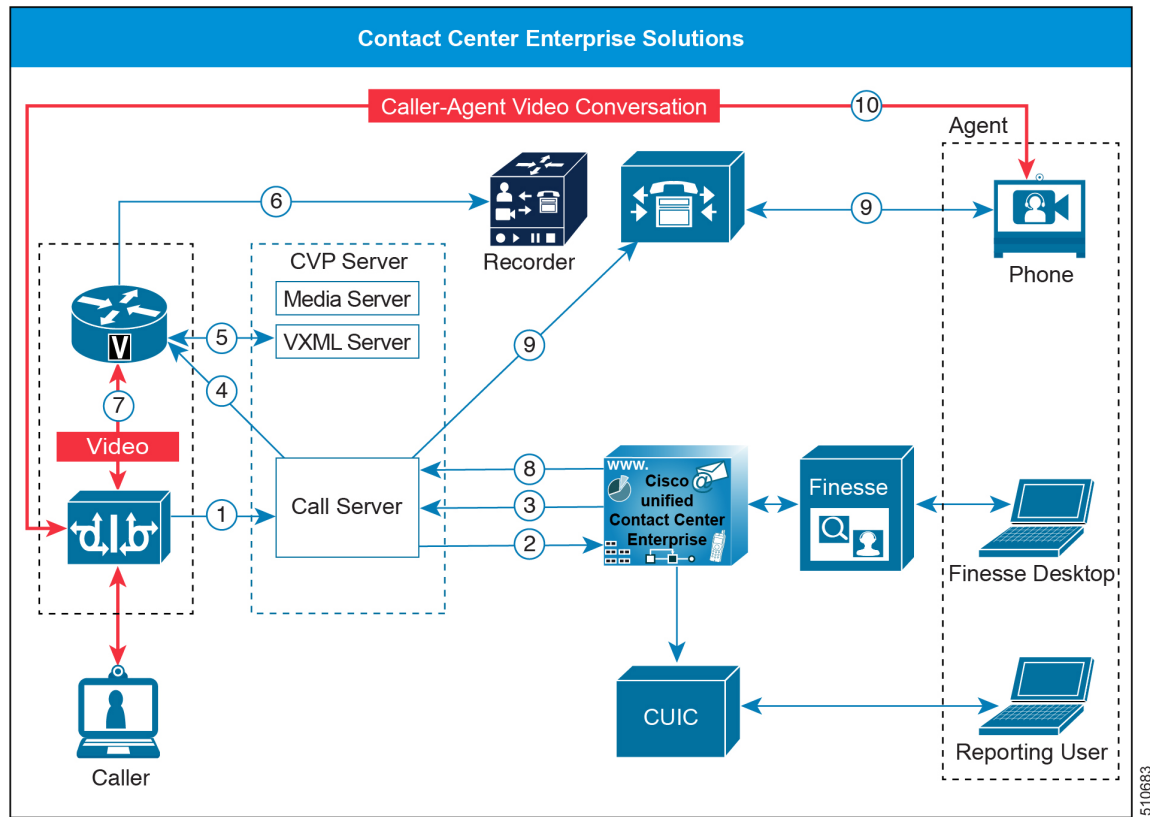 Contact Center Enterprise Solutions
Caller-Agent Video Conversation
10
Agent
6
9
CVP Server
Recorder
Phone
Media Server
V
5
VXML Server
9
4
7
Video
www.
8
Cisco
Finesse
unified
1
Call Server
3
Contact Center
2
Enterprise
Finesse Desktop
CUIC
Reporting User
Caller
510683